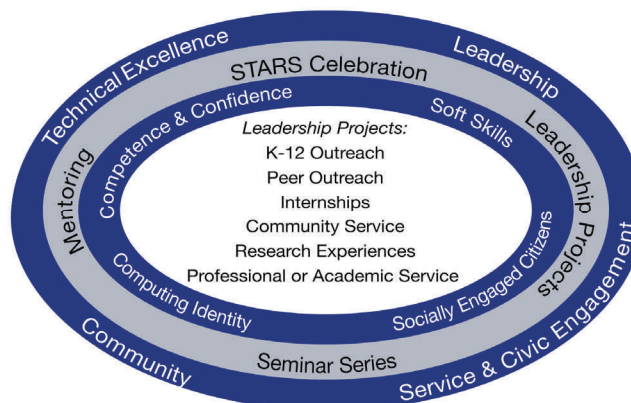 Technical Excellence
Leadership
STARS Celebration
Competence & Confidence
Soft Skills
Mentoring
Leadership Projects
Leadership Projects:
K-12 Outreach
Peer Outreach
Internships
Community Service
Research Experiences
Professional or Academic Service
Computing Identity
Socially Engaged Citizens
Seminar Series
Community
Service & Civic Engagement